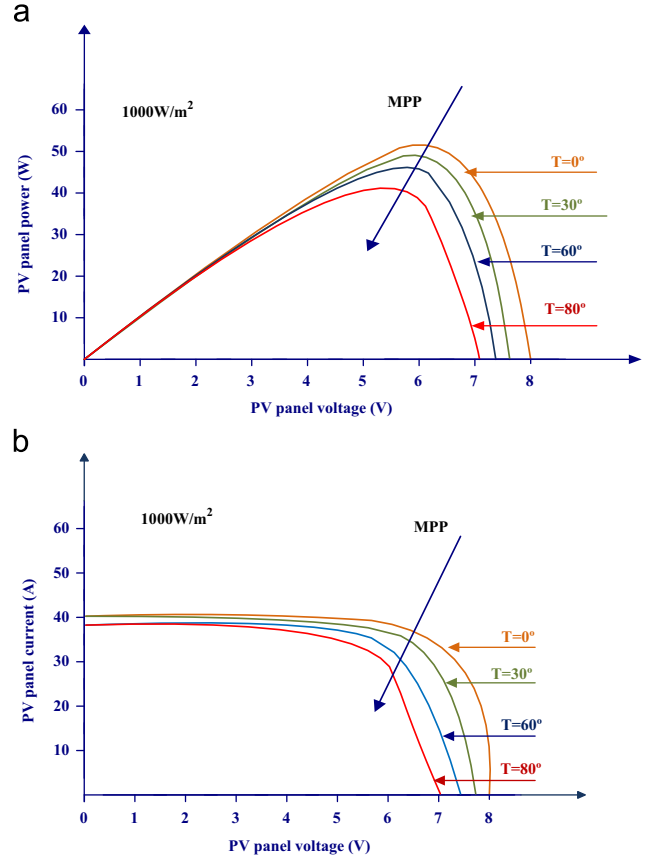 a
1000W/m²
MPP
60
50
40
30
20
10
PV panel power (W)
T=0º
T=30º
T=60º
T=80º
0 1 2 3 4 5 6 7 8
PV panel voltage (V)
b
1000W/m²
MPP
60
50
40
30
20
10
PV panel current (A)
T=0º
T=30º
T=60º
T=80º
0 1 2 3 4 5 6 7 8
PV panel voltage (V)